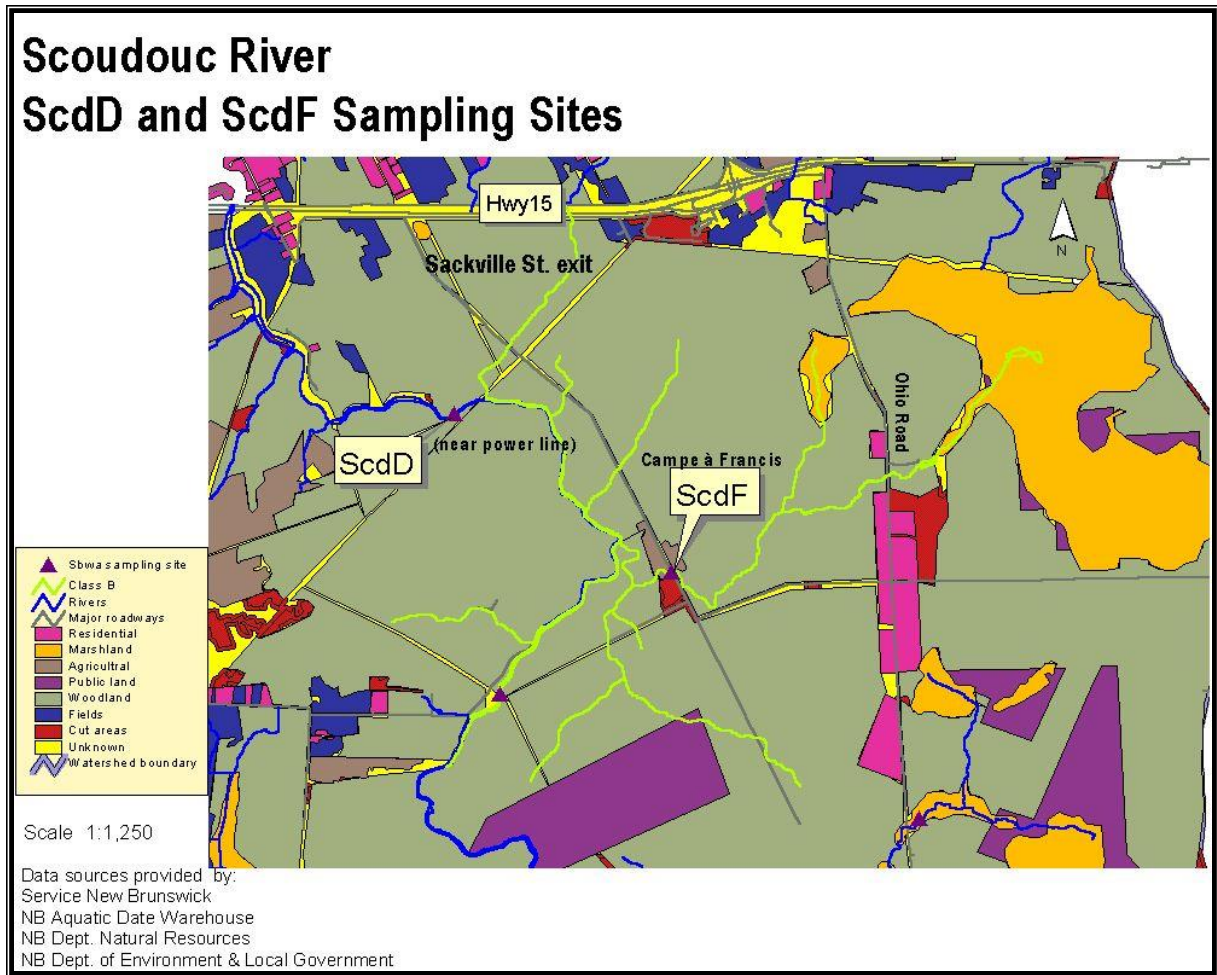 Scoudouc River
ScdD and ScdF Sampling Sites
Hwy15
Sackville St. exit
N
Ohio Road
(near power line)
ScdD
Campe à Francis
ScdF
Sbwa sampling site
Class B
Rivers
Major roadways
Residential
Marshland
Agricultral
Public land
Woodland
Fields
Cut areas
Unknown
Watershed boundary
Scale 1:1,250
Data sources provided by:
Service New Brunswick
NB Aquatic Date Warehouse
NB Dept. Natural Resources
NB Dept. of Environment & Local Government